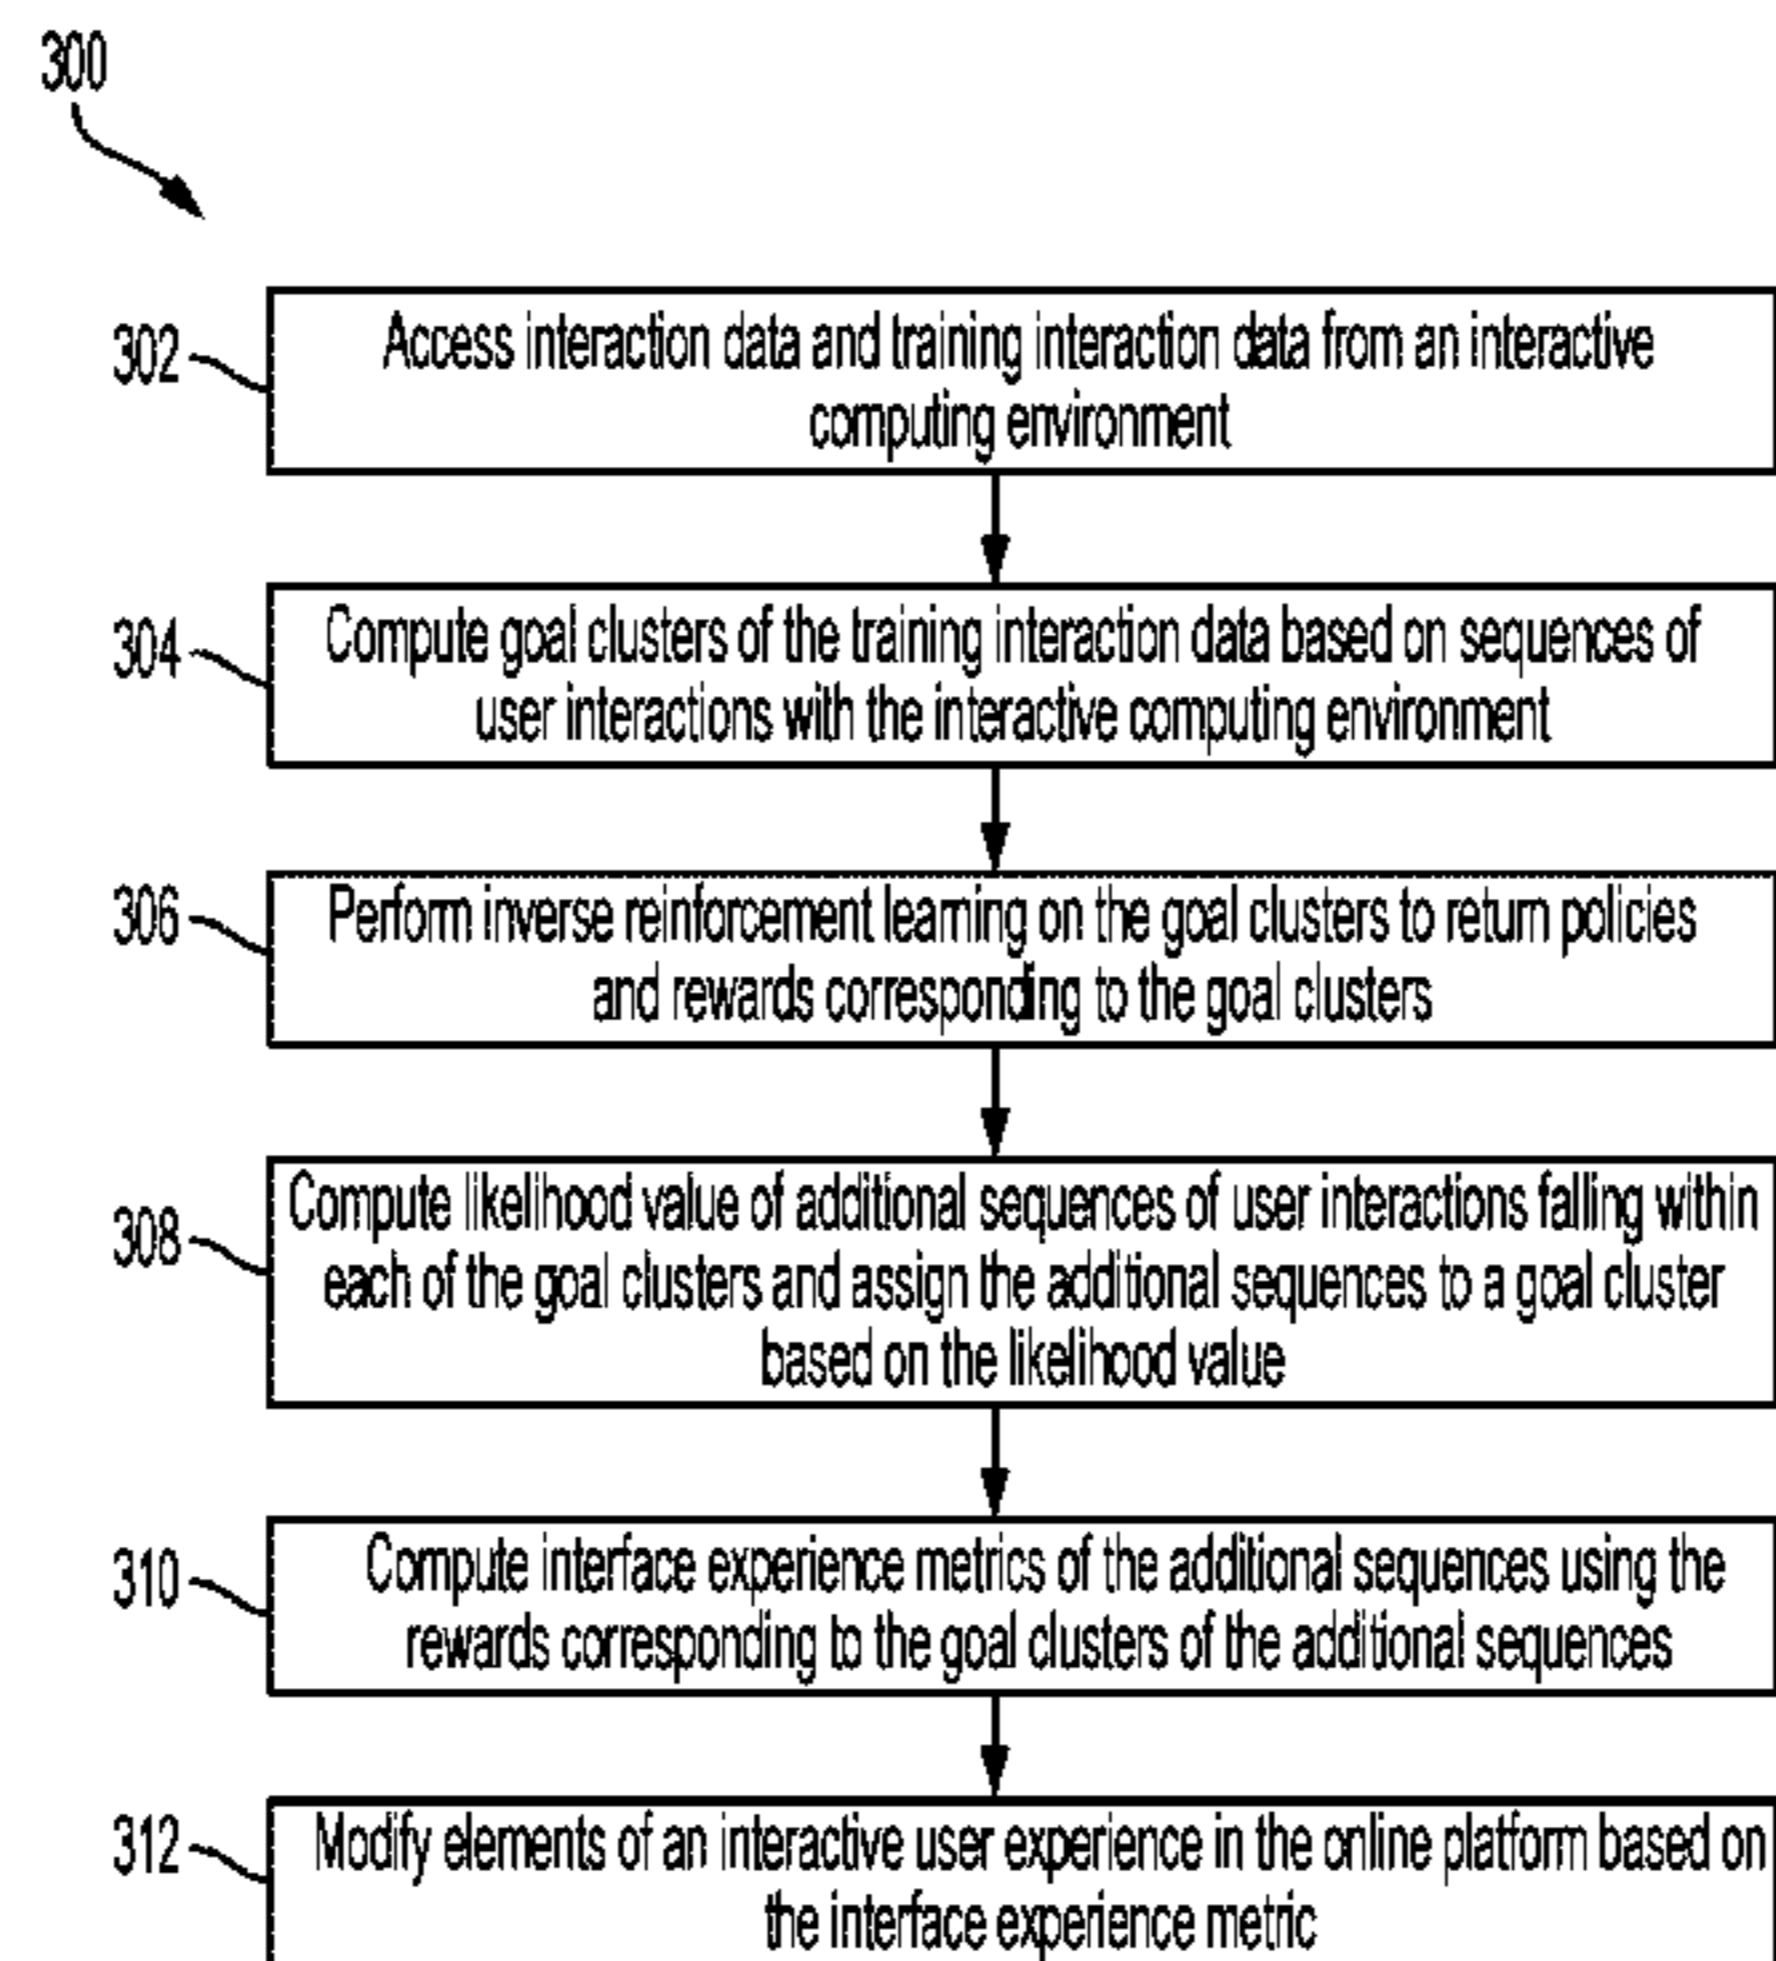 300
302
Access interaction data and training interaction data from an interactive
computing environment
304
Compute goal clusters of the training interaction data based on sequences of
user interactions with the interactive computing environment
306
Perform inverse reinforcement learning on the goal clusters to return policies
and rewards corresponding to the goal clusters
308
Compute likelihood value of additional sequences of user interactions falling within
each of the goal clusters and assign the additional sequences to a goal cluster
based on the likelihood value
310
Compute interface experience metrics of the additional sequences using the
rewards corresponding to the goal clusters of the additional sequences
312
Modify elements of an interactive user experience in the online platform based on
the interface experience metric